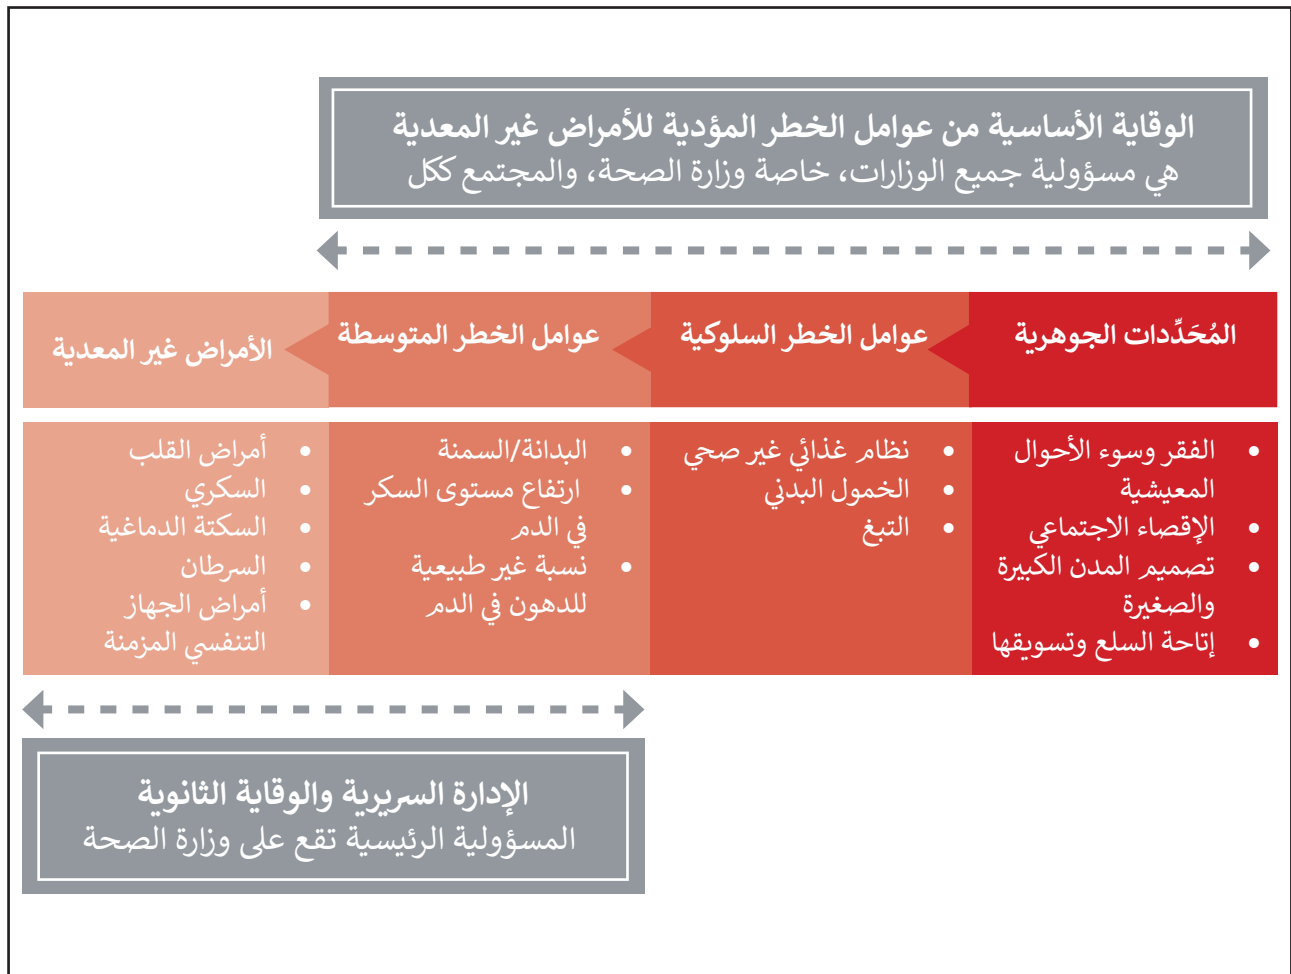 الوقاية الأساسية من عوامل الخطر المؤدية للأمراض غير المعدية
هي مسؤولية جميع الوزارات، خاصة وزارة الصحة، والمجتمع ككل
المُحَدِّدات الجوهرية
عوامل الخطر السلوكية
عوامل الخطر المتوسطة
الأمراض غير المعدية
• الفقر وسوء الأحوال
المعيشية
• الإقصاء الاجتماعي
• تصميم المدن الكبيرة
والصغيرة
• إتاحة السلع وتسويقها
• نظام غذائي غير صحي
• الخمول البدني
• التبغ
• البدانة/السمنة
• ارتفاع مستوى السكر
في الدم
• نسبة غير طبيعية
للدهون في الدم
• أمراض القلب
• السكري
• السكتة الدماغية
• السرطان
• أمراض الجهاز
التنفسي المزمنة
الإدارة السريرية والوقاية الثانوية
المسؤولية الرئيسية تقع على وزارة الصحة